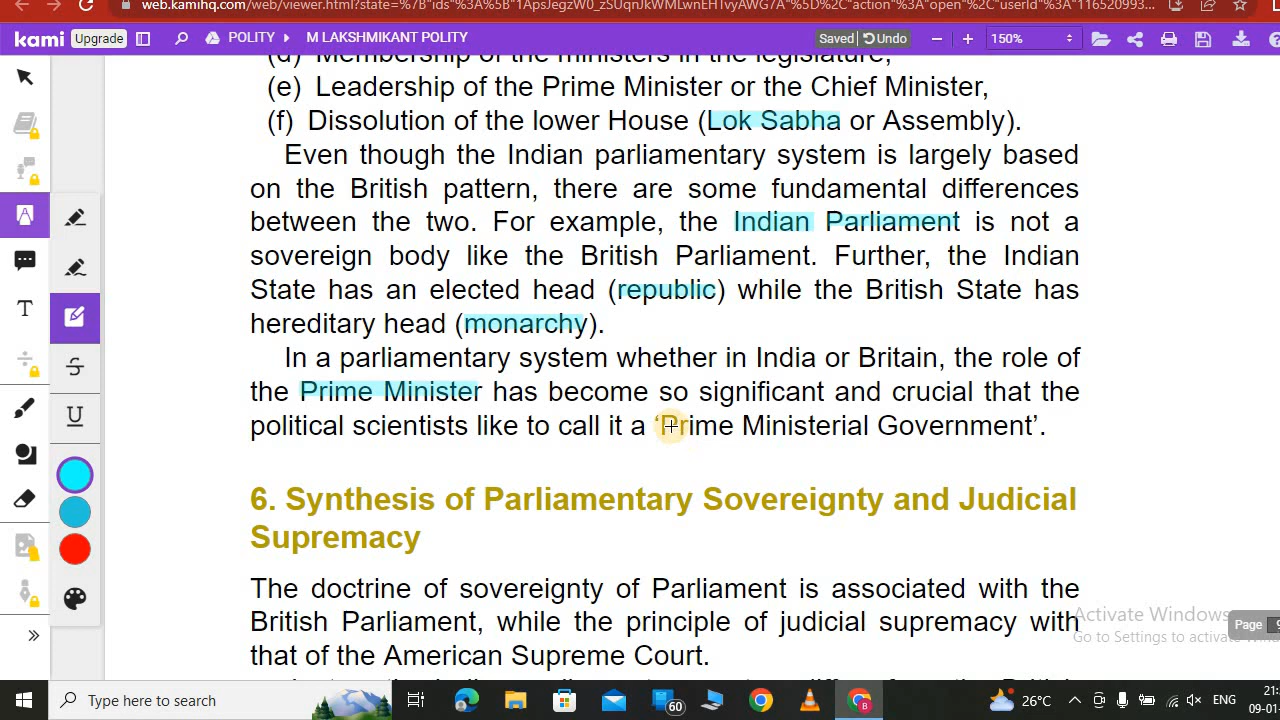 web.kamihq.com/web/viewer.html?state=%7B"ids"%3A%5B"1ApsJegzW0_zSUqnJkWMLwnEHTvyAWG7A"%5D%2C"action"%3A"open"%2C"userId"%3A"116520993...
kami Upgrade POLITY M LAKSHMIKANT POLITY Saved Undo 150%
(d) Membership of the ministers in the legislature,
(e) Leadership of the Prime Minister or the Chief Minister,
(f) Dissolution of the lower House (Lok Sabha or Assembly).
Even though the Indian parliamentary system is largely based
on the British pattern, there are some fundamental differences
between the two. For example, the Indian Parliament is not a
sovereign body like the British Parliament. Further, the Indian
State has an elected head (republic) while the British State has
hereditary head (monarchy).
In a parliamentary system whether in India or Britain, the role of
the Prime Minister has become so significant and crucial that the
political scientists like to call it a ‘Prime Ministerial Government’.
6. Synthesis of Parliamentary Sovereignty and Judicial
Supremacy
The doctrine of sovereignty of Parliament is associated with the
British Parliament, while the principle of judicial supremacy with
that of the American Supreme Court.
Activate Windows
Go to Settings to activate
Page 9
Type here to search
60
26°C
ENG
21:
09-01-